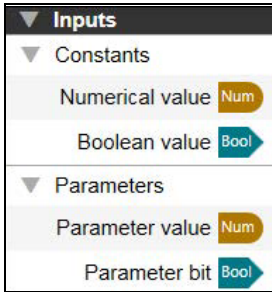 Inputs
Constants
Numerical value Num
Boolean value Bool
Parameters
Parameter value Num
Parameter bit Bool